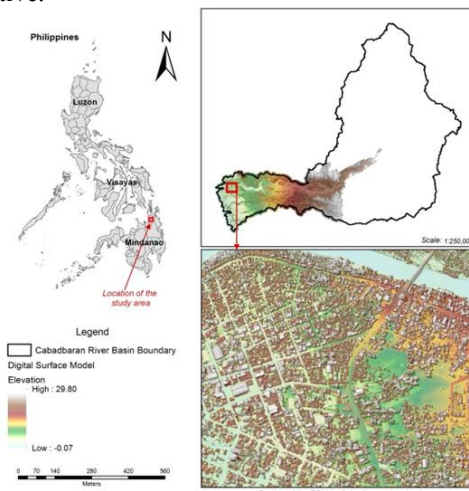 Philippines
N
Luzon
Visayas
Mindanao
Location of the
study area
Scale: 1:250,00
Legend
Cabadbaran River Basin Boundary
Digital Surface Model
Elevation
High : 29.80
Low : -0.07
0 70 140 280 420 560
Meters